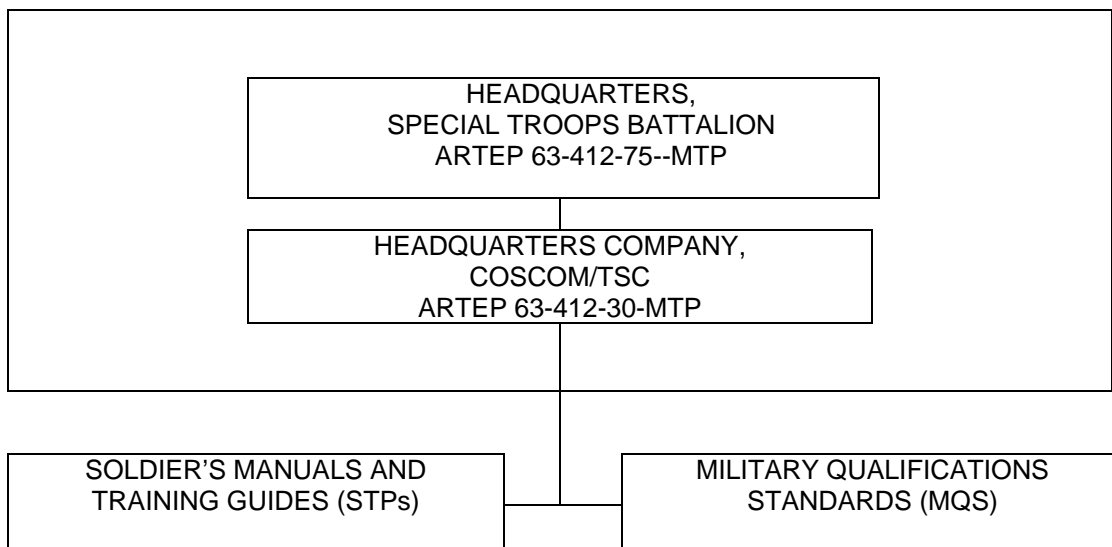 HEADQUARTERS,
SPECIAL TROOPS BATTALION
ARTEP 63-412-75--MTP
HEADQUARTERS COMPANY,
COSCOM/TSC
ARTEP 63-412-30-MTP
SOLDIER’S MANUALS AND
TRAINING GUIDES (STPs)
MILITARY QUALIFICATIONS
STANDARDS (MQS)